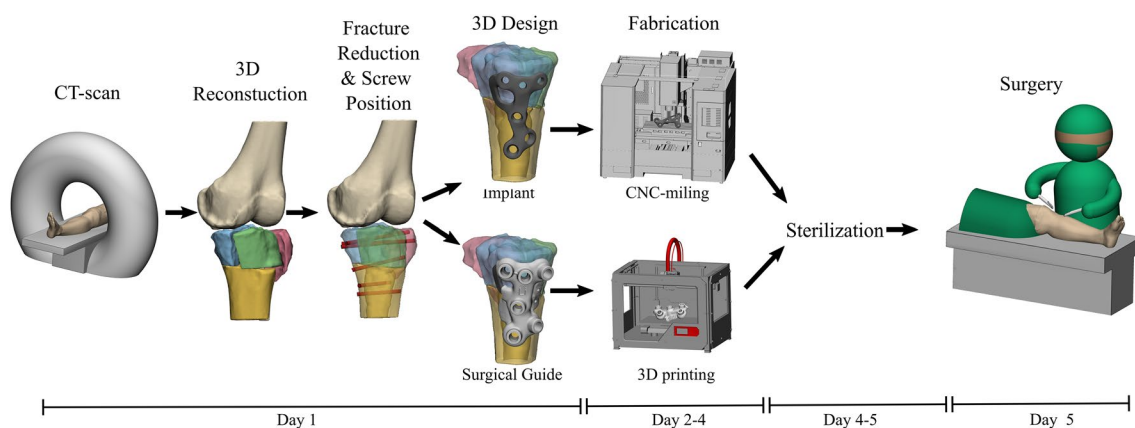 CT-scan
3D
Reconstuction
Fracture
Reduction
& Screw
Position
3D Design
Implant
Surgical Guide
Fabrication
CNC-miling
3D printing
Sterilization
Surgery
Day 1
Day 2-4
Day 4-5
Day 5